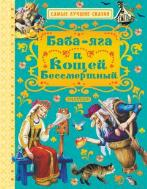 САМЫЕ ЛУЧШИЕ СКАЗКИ
Баба-яга
и Кощей
Бессмертный